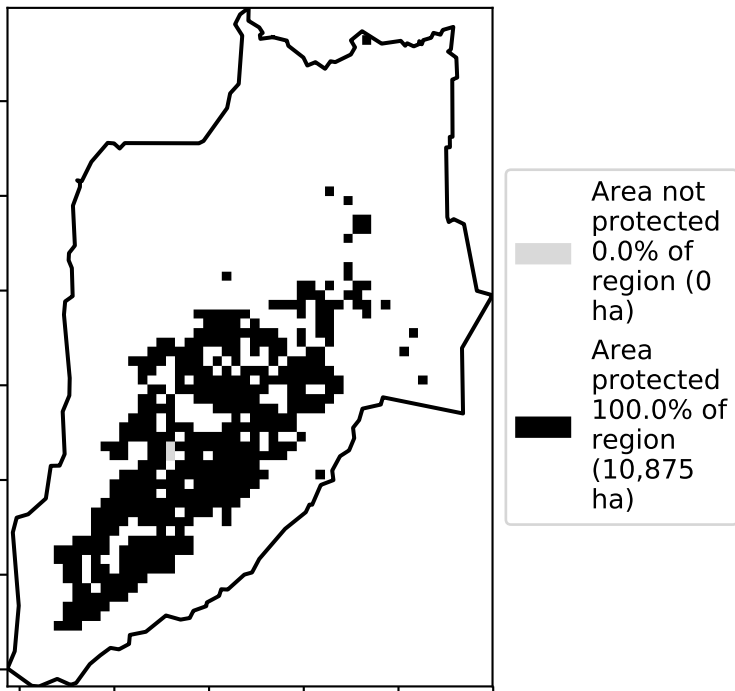 Area not
protected
0.0% of
region (0
ha)
Area
protected
100.0% of
region
(10,875
ha)